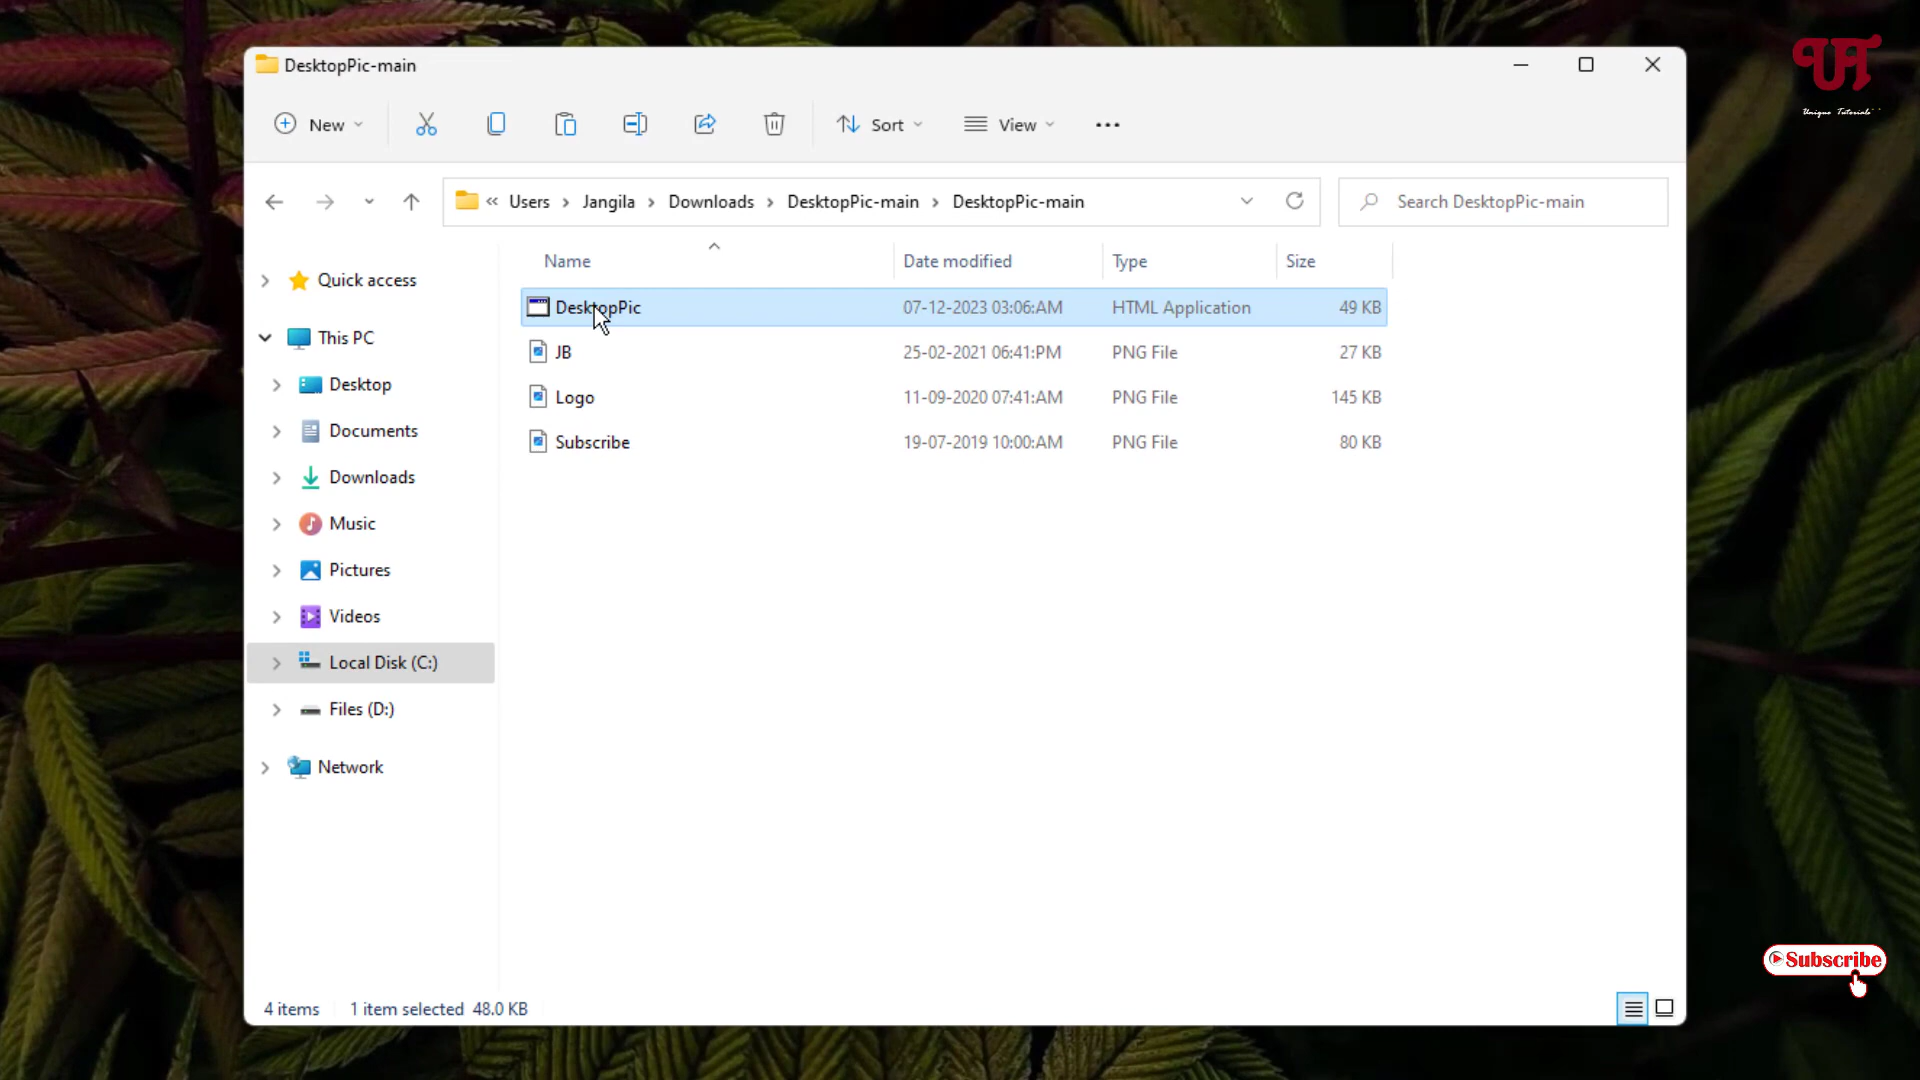 DesktopPic-main
New
Sort
View
Users
Jangila
Downloads
DesktopPic-main
DesktopPic-main
Search DesktopPic-main
Name
Date modified
Type
Size
DesktopPic 07-12-2023 03:06:AM HTML Application 49 KB
JB 25-02-2021 06:41:PM PNG File 27 KB
Logo 11-09-2020 07:41:AM PNG File 145 KB
Subscribe 19-07-2019 10:00:AM PNG File 80 KB
Quick access
This PC
Desktop
Documents
Downloads
Music
Pictures
Videos
Local Disk (C:)
Files (D:)
Network
4 items
1 item selected 48.0 KB
UT
Unique Tutorials
Subscribe